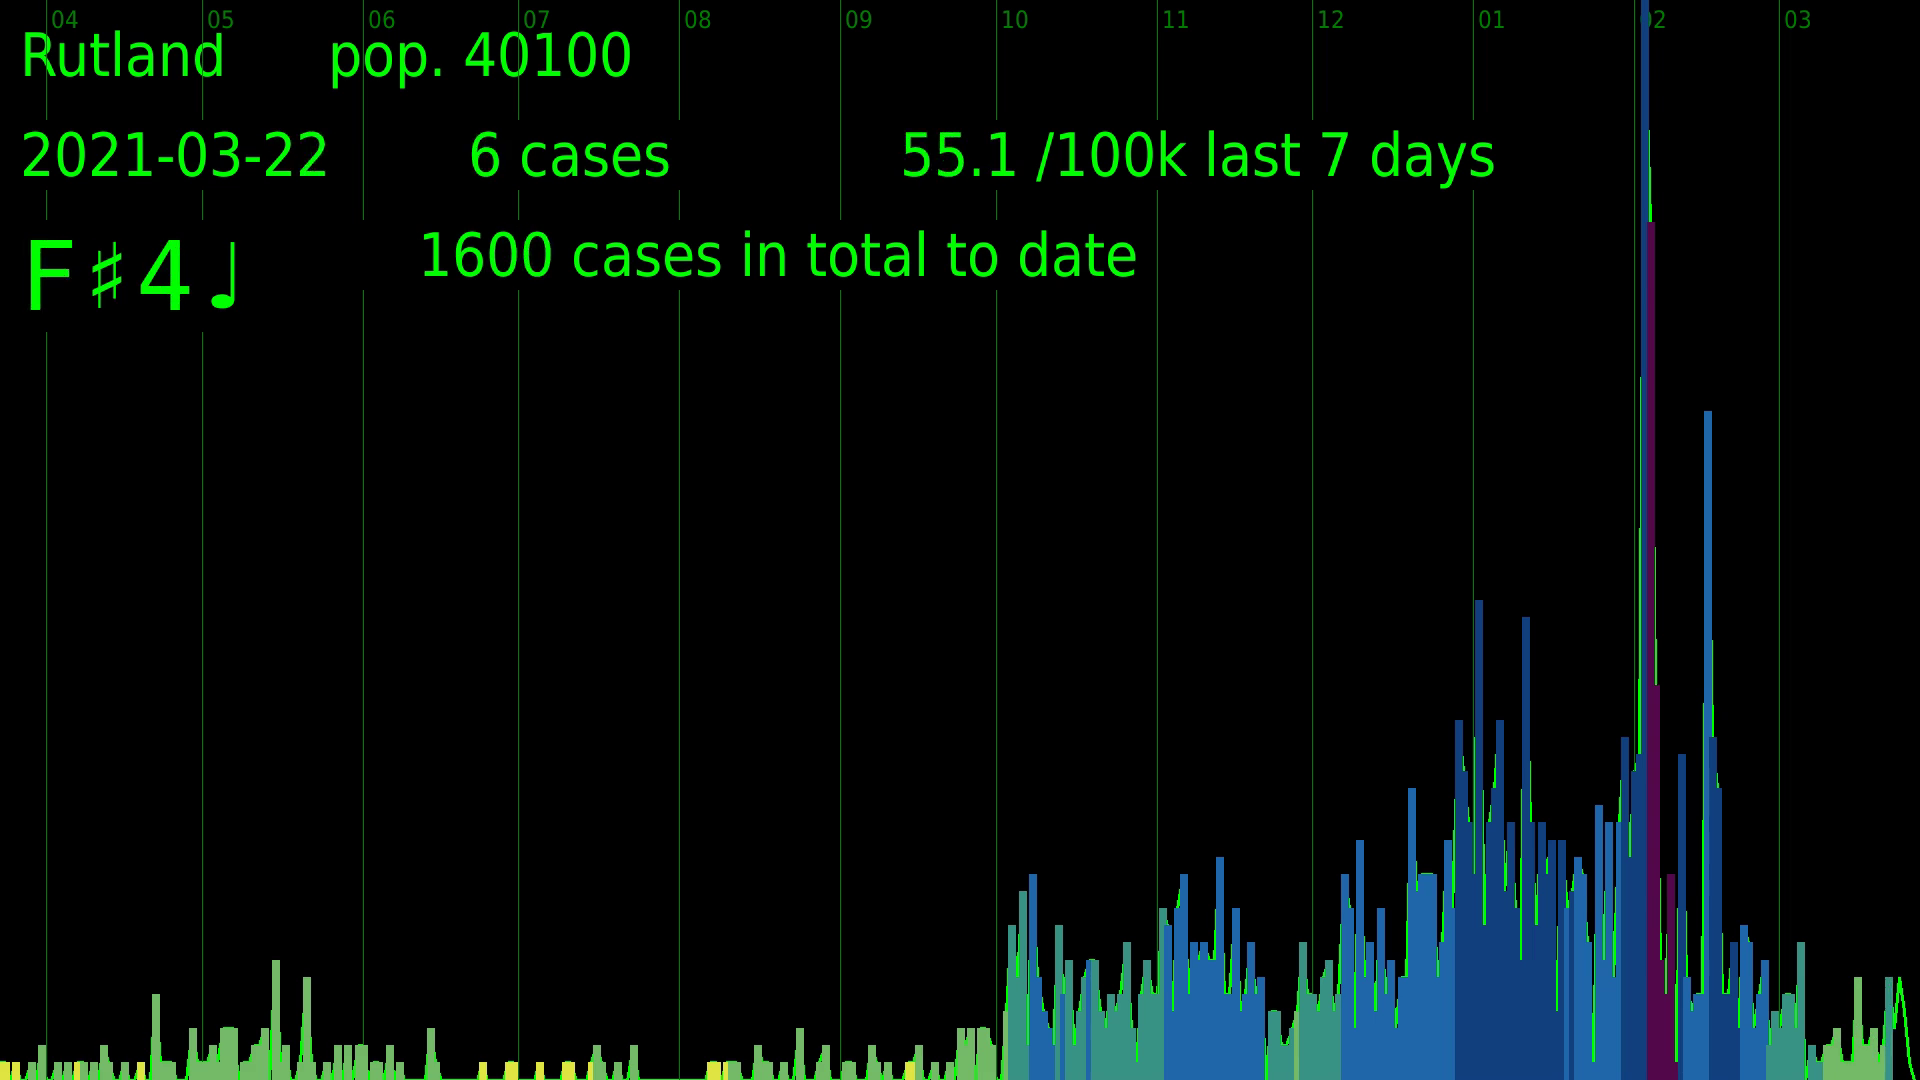 04 05 06 07 08 09 10 11 12 01 02 03
Rutland pop. 40100
2021-03-22 6 cases 55.1 /100k last 7 days
F♯4♩ 1600 cases in total to date